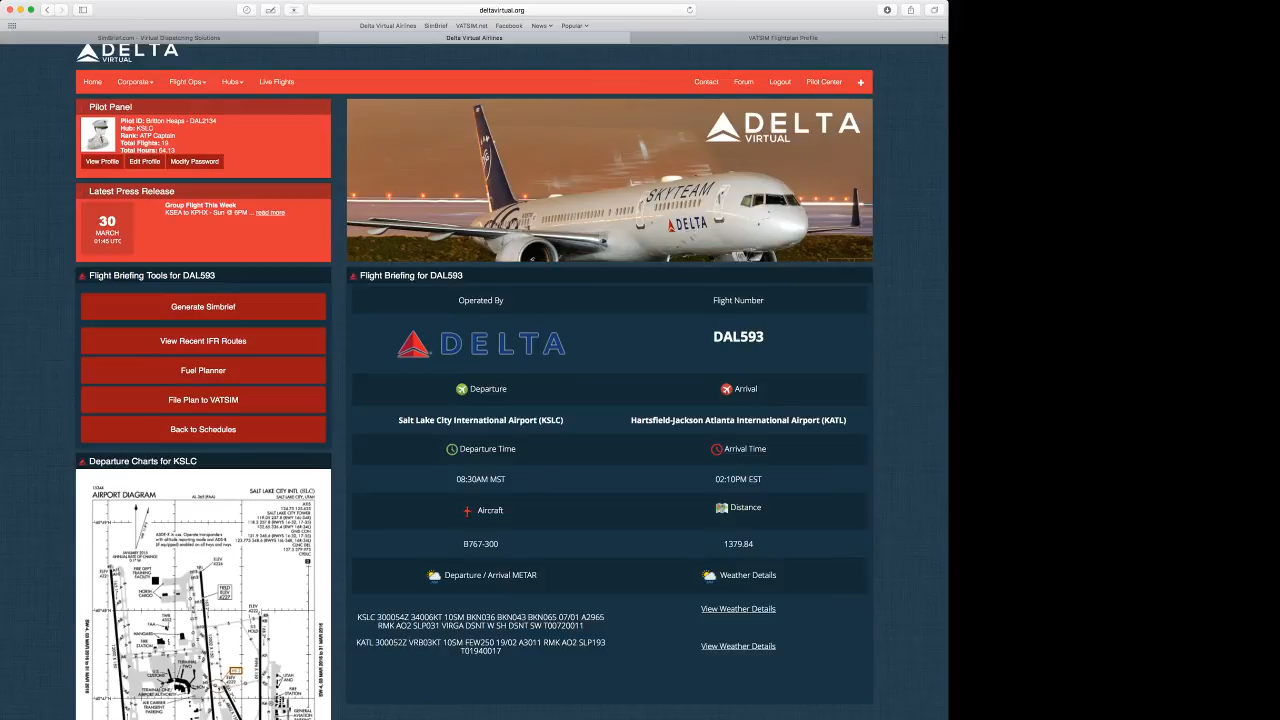 deltavirtual.org
Delta Virtual Airlines SimBrief VATSIM.net Facebook News Popular
SimBrief.com - Virtual Dispatching Solutions Delta Virtual Airlines VATSIM Flightplan Profile
DELTA
VIRTUAL
Home Corporate Flight Ops Hubs Live Flights Contact Forum Logout Pilot Center
Pilot Panel
Pilot ID: Britton Heaps - DAL2134
Hub: KSLC
Rank: ATP Captain
Total Flights: 19
Total Hours: 64.13
View Profile Edit Profile Modify Password
Latest Press Release
30
MARCH
01:45 UTC
Group Flight This Week
KSEA to KPHX - Sun @ 6PM ... read more
DELTA
VIRTUAL
SKYTEAM
DELTA
Flight Briefing Tools for DAL593
Generate Simbrief
View Recent IFR Routes
Fuel Planner
File Plan to VATSIM
Back to Schedules
Departure Charts for KSLC
AIRPORT DIAGRAM
SALT LAKE CITY INTL (SLC)
SALT LAKE CITY, UTAH
Flight Briefing for DAL593
Operated By Flight Number
DELTA DAL593
Departure Arrival
Salt Lake City International Airport (KSLC) Hartsfield-Jackson Atlanta International Airport (KATL)
Departure Time Arrival Time
08:30AM MST 02:10PM EST
Aircraft Distance
B767-300 1379.84
Departure / Arrival METAR Weather Details
KSLC 300054Z 34006KT 10SM BKN036 BKN043 BKN065 07/01 A2965
RMK AO2 SLP031 VIRGA DSNT W SH DSNT SW T00720011
View Weather Details
KATL 300052Z VRB03KT 10SM FEW250 19/02 A3011 RMK AO2 SLP193
T01940017
View Weather Details